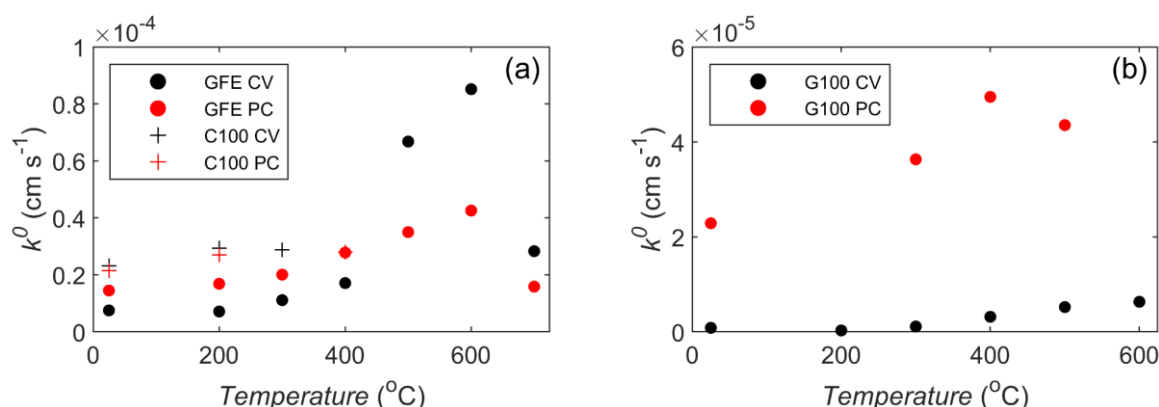 ×10⁻⁴
(a)
GFE CV
GFE PC
C100 CV
C100 PC
1
0.8
0.6
0.4
0.2
0
k⁰ (cm s⁻¹)
0 200 400 600
Temperature (°C)
×10⁻⁵
(b)
G100 CV
G100 PC
6
4
2
0
k⁰ (cm s⁻¹)
0 200 400 600
Temperature (°C)